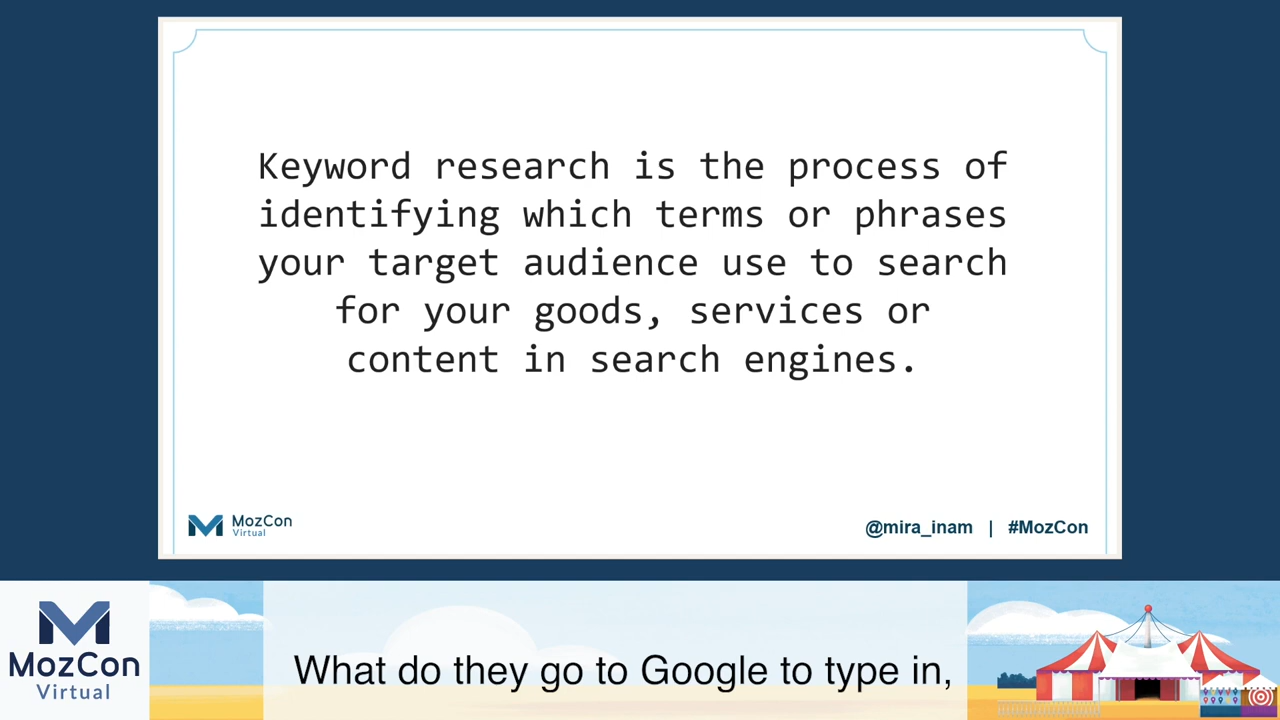 Keyword research is the process of
identifying which terms or phrases
your target audience use to search
for your goods, services or
content in search engines.
MozCon
Virtual
@mira_inam | #MozCon
MozCon
Virtual
What do they go to Google to type in,